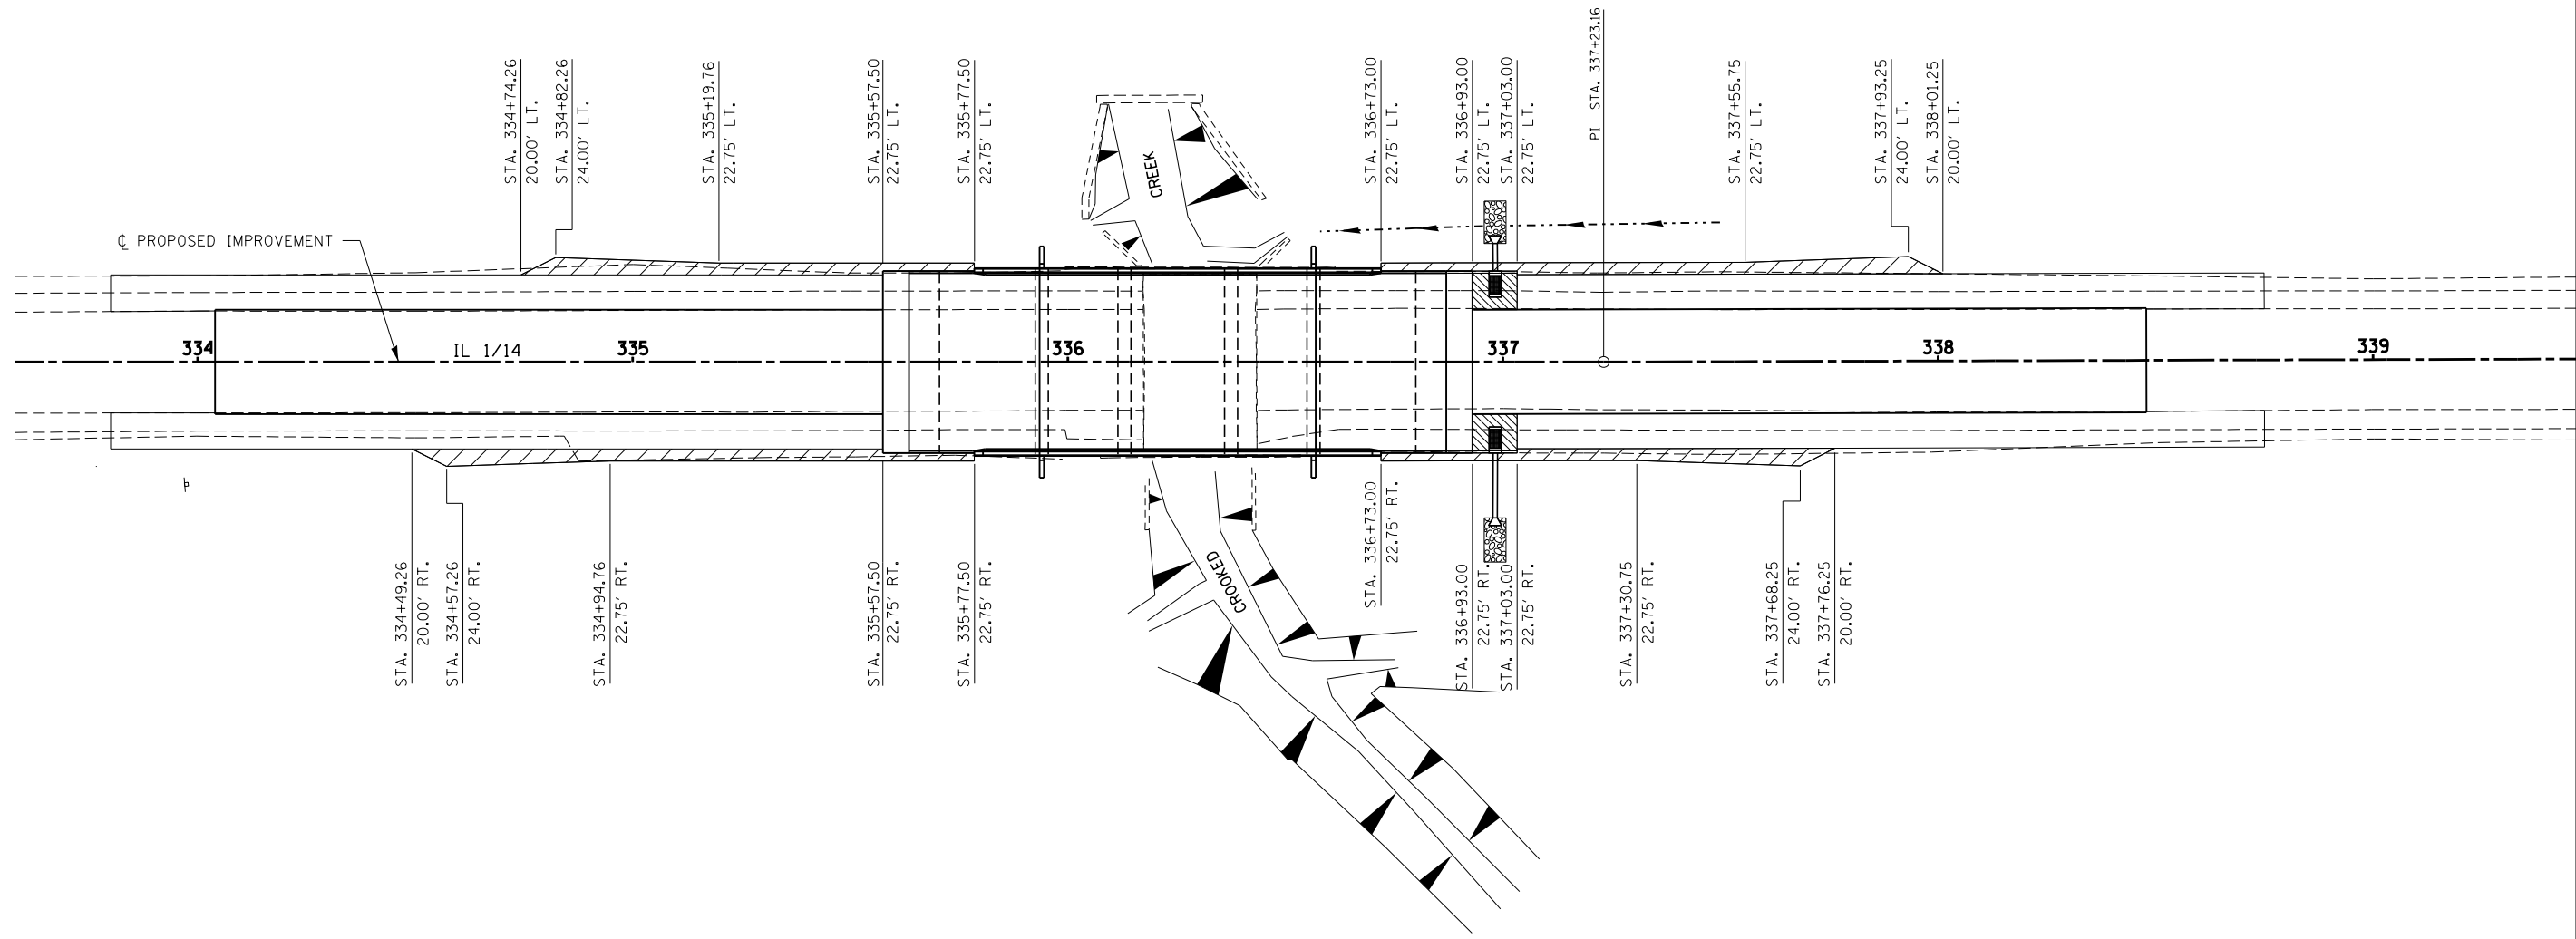 STA. 334+74.26
20.00' LT.
STA. 334+82.26
24.00' LT.
STA. 335+19.76
22.75' LT.
STA. 335+57.50
22.75' LT.
STA. 335+77.50
22.75' LT.
STA. 336+73.00
22.75' LT.
STA. 336+93.00
22.75' LT.
STA. 337+03.00
22.75' LT.
PI STA. 337+23.16
STA. 337+55.75
22.75' LT.
STA. 337+93.25
24.00' LT.
STA. 338+01.25
20.00' LT.
CREEK
℄ PROPOSED IMPROVEMENT
334
IL 1/14
335
336
337
338
339
STA. 334+49.26
20.00' RT.
STA. 334+57.26
24.00' RT.
STA. 334+94.76
22.75' RT.
STA. 335+57.50
22.75' RT.
STA. 335+77.50
22.75' RT.
CROOKED
STA. 336+73.00
22.75' RT.
STA. 336+93.00
22.75' RT.
STA. 337+03.00
22.75' RT.
STA. 337+30.75
22.75' RT.
STA. 337+68.25
24.00' RT.
STA. 337+76.25
20.00' RT.